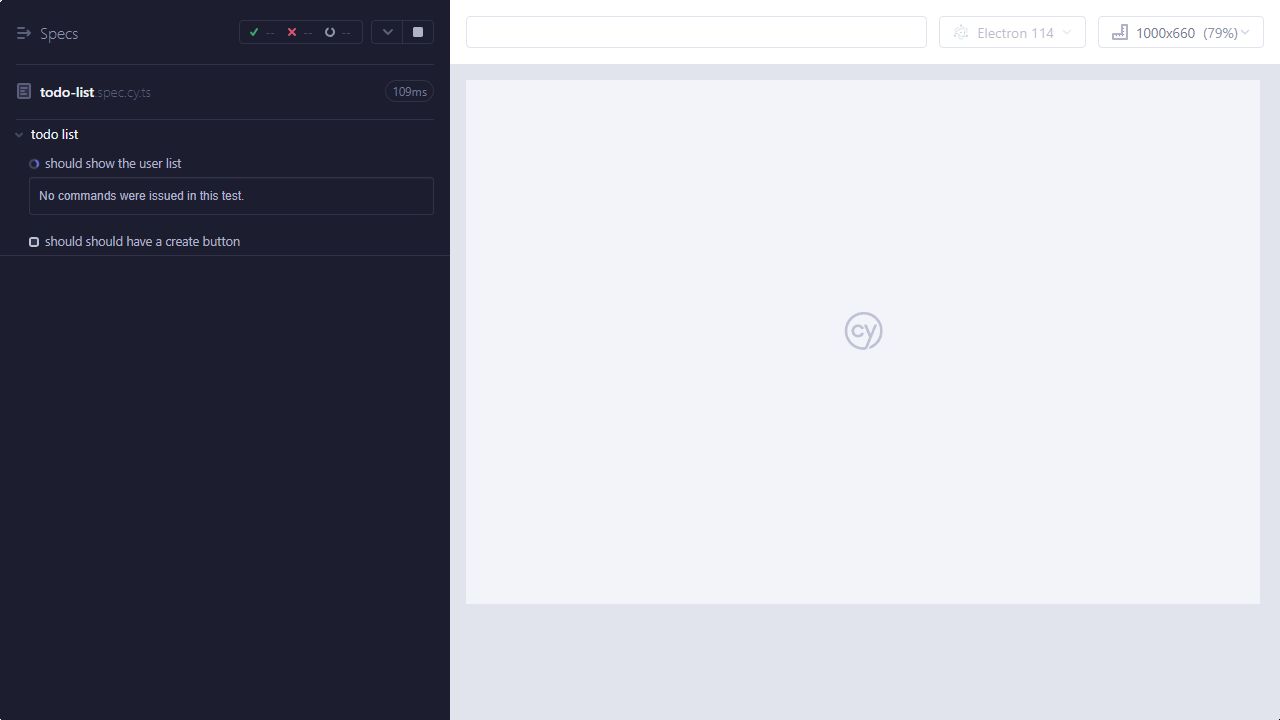 Specs
--
--
--
Electron 114
1000x660 (79%)
todo-list.spec.cy.ts
109ms
todo list
should show the user list
No commands were issued in this test.
should should have a create button
cy